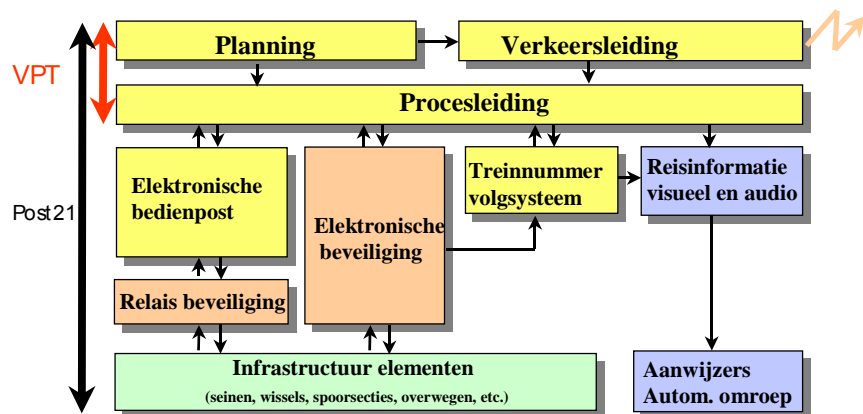 Planning
Verkeersleiding
VPT
Procesleiding
Elektronische
bedienpost
Elektronische
beveiliging
Treinnummer
volgsysteem
Reisinformatie
visueel en audio
Post21
Relais beveiliging
Infrastructuur elementen
(seinen, wissels, spoorsecties, overwegen, etc.)
Aanwijzers
Autom. omroep